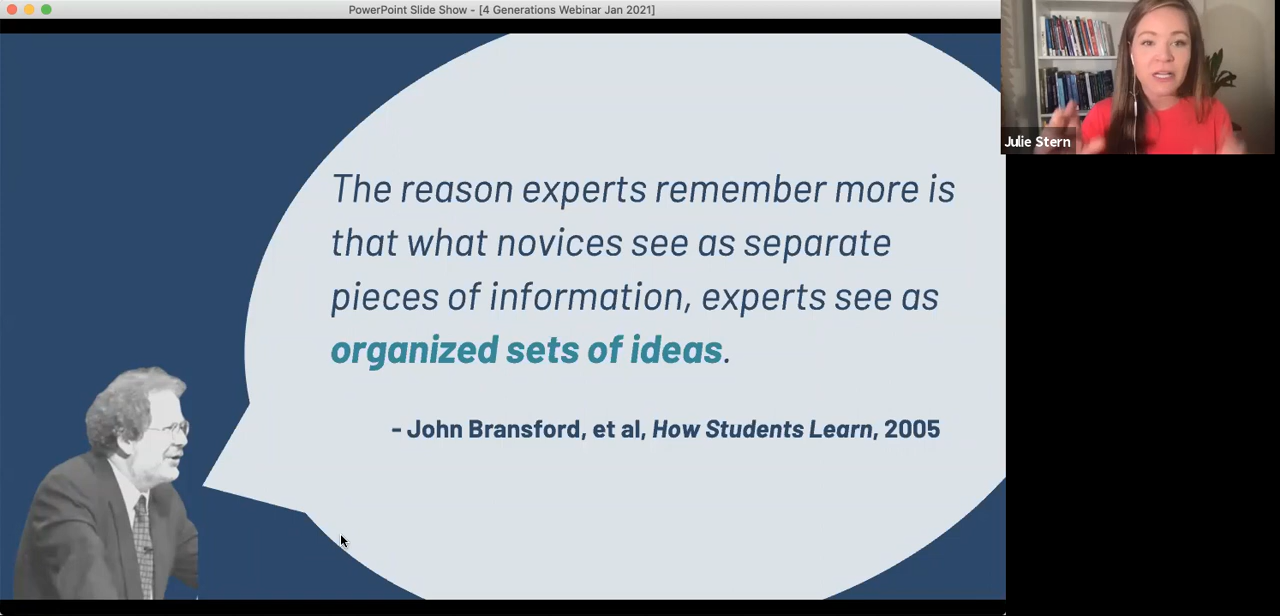 PowerPoint Slide Show - [4 Generations Webinar Jan 2021]
Julie Stern
The reason experts remember more is
that what novices see as separate
pieces of information, experts see as
organized sets of ideas.
- John Bransford, et al, How Students Learn, 2005